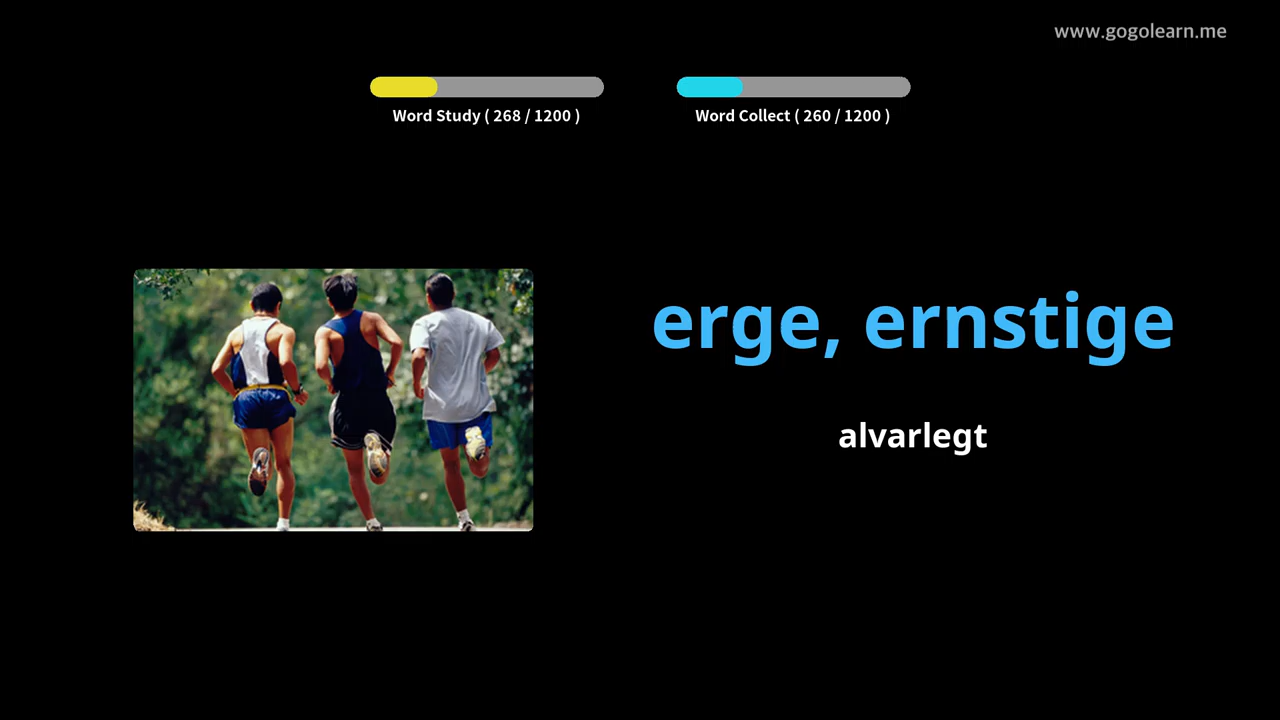 www.gogolearn.me
Word Study ( 268 / 1200 )
Word Collect ( 260 / 1200 )
erge, ernstige
alvarlegt